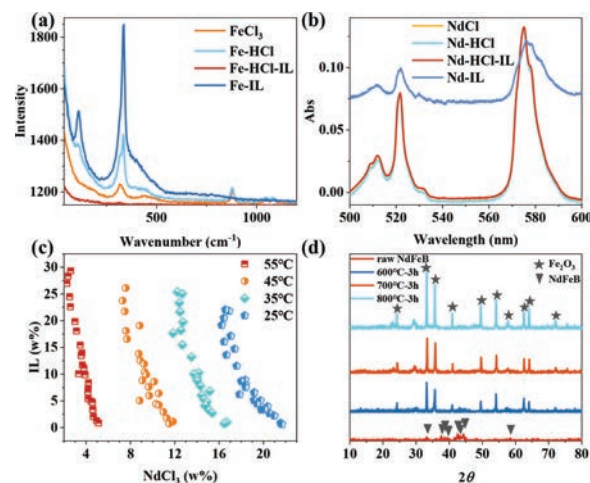 (a)
1800
1600
1400
1200
Intensity
500
1000
Wavenumber (cm⁻¹)
FeCl₃
Fe-HCl
Fe-HCl-IL
Fe-IL
(b)
0.10
0.05
0.00
Abs
500 520 540 560 580 600
Wavelength (nm)
NdCl
Nd-HCl
Nd-HCl-IL
Nd-IL
(c)
30
25
20
15
10
5
0
IL (w%)
4 8 12 16 20
NdCl₃ (w%)
55℃
45℃
35℃
25℃
(d)
raw NdFeB
600℃-3h
700℃-3h
800℃-3h
Fe₂O₃
NdFeB
10 20 30 40 50 60 70 80
2θ